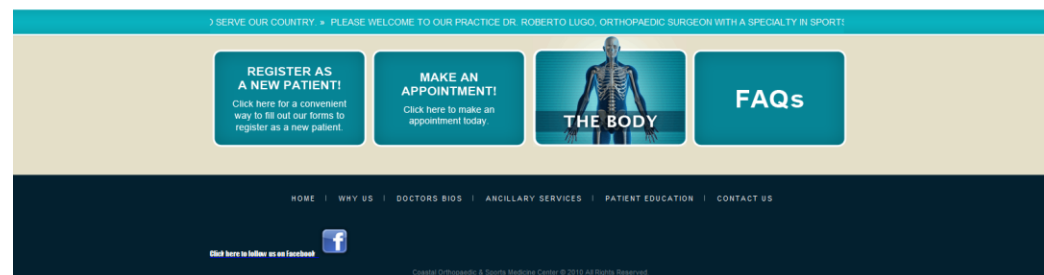 O SERVE OUR COUNTRY. » PLEASE WELCOME TO OUR PRACTICE DR. ROBERTO LUGO, ORTHOPAEDIC SURGEON WITH A SPECIALTY IN SPORTS
REGISTER AS
A NEW PATIENT!
Click here for a convenient
way to fill out our forms to
register as a new patient.
MAKE AN
APPOINTMENT!
Click here to make an
appointment today.
THE BODY
FAQs
HOME | WHY US | DOCTORS BIOS | ANCILLARY SERVICES | PATIENT EDUCATION | CONTACT US
Click here to follow us on Facebook
f
Coastal Orthopaedic & Sports Medicine Center © 2010 All Rights Reserved.